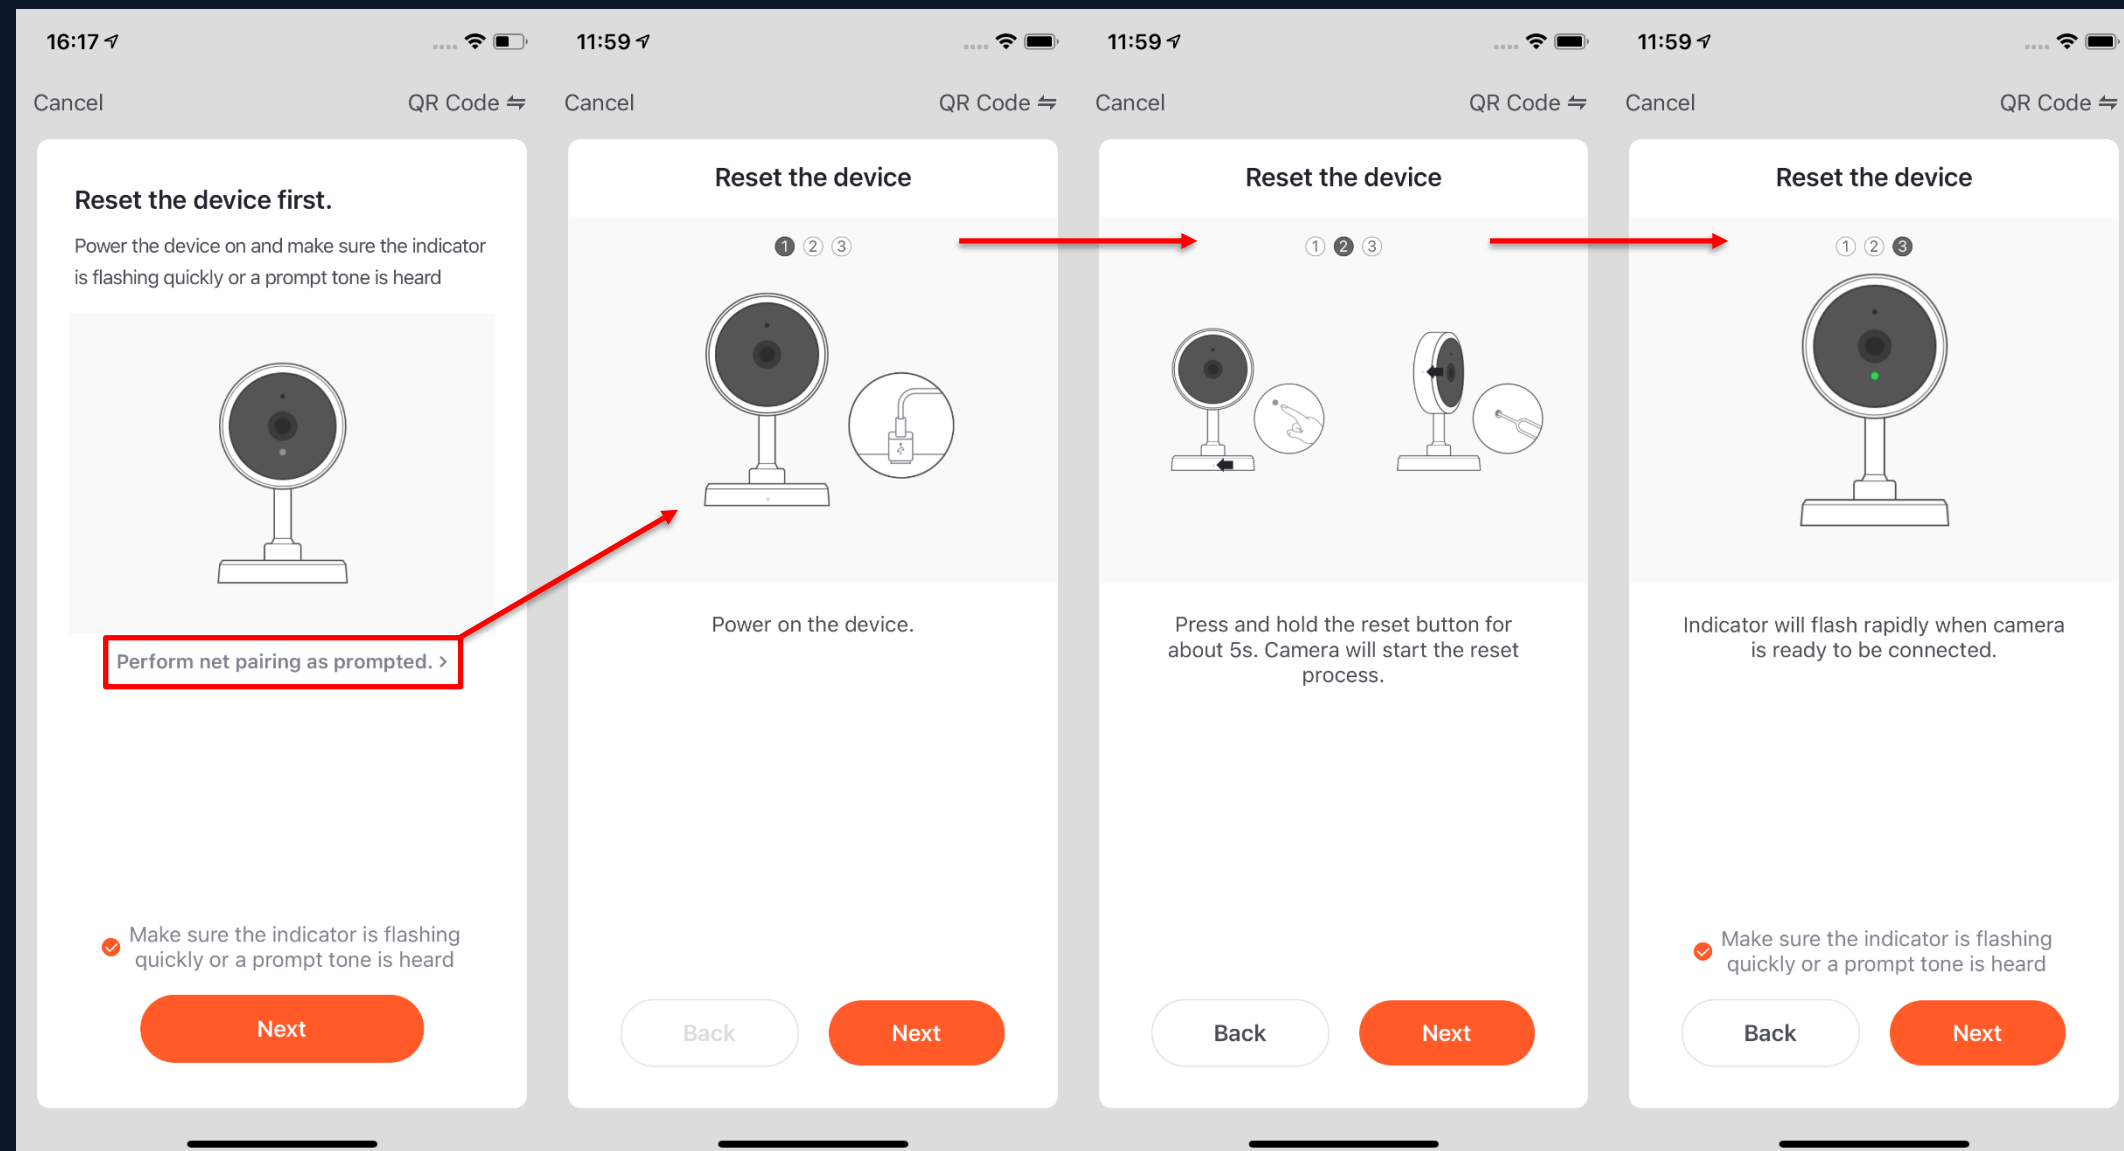 16:17
Cancel
QR Code
Reset the device first.
Power the device on and make sure the indicator
is flashing quickly or a prompt tone is heard
Perform net pairing as prompted. >
Make sure the indicator is flashing
quickly or a prompt tone is heard
Next
11:59
Cancel
QR Code
Reset the device
1 2 3
Power on the device.
Back
Next
11:59
Cancel
QR Code
Reset the device
1 2 3
Press and hold the reset button for
about 5s. Camera will start the reset
process.
Back
Next
11:59
Cancel
QR Code
Reset the device
1 2 3
Indicator will flash rapidly when camera
is ready to be connected.
Make sure the indicator is flashing
quickly or a prompt tone is heard
Back
Next